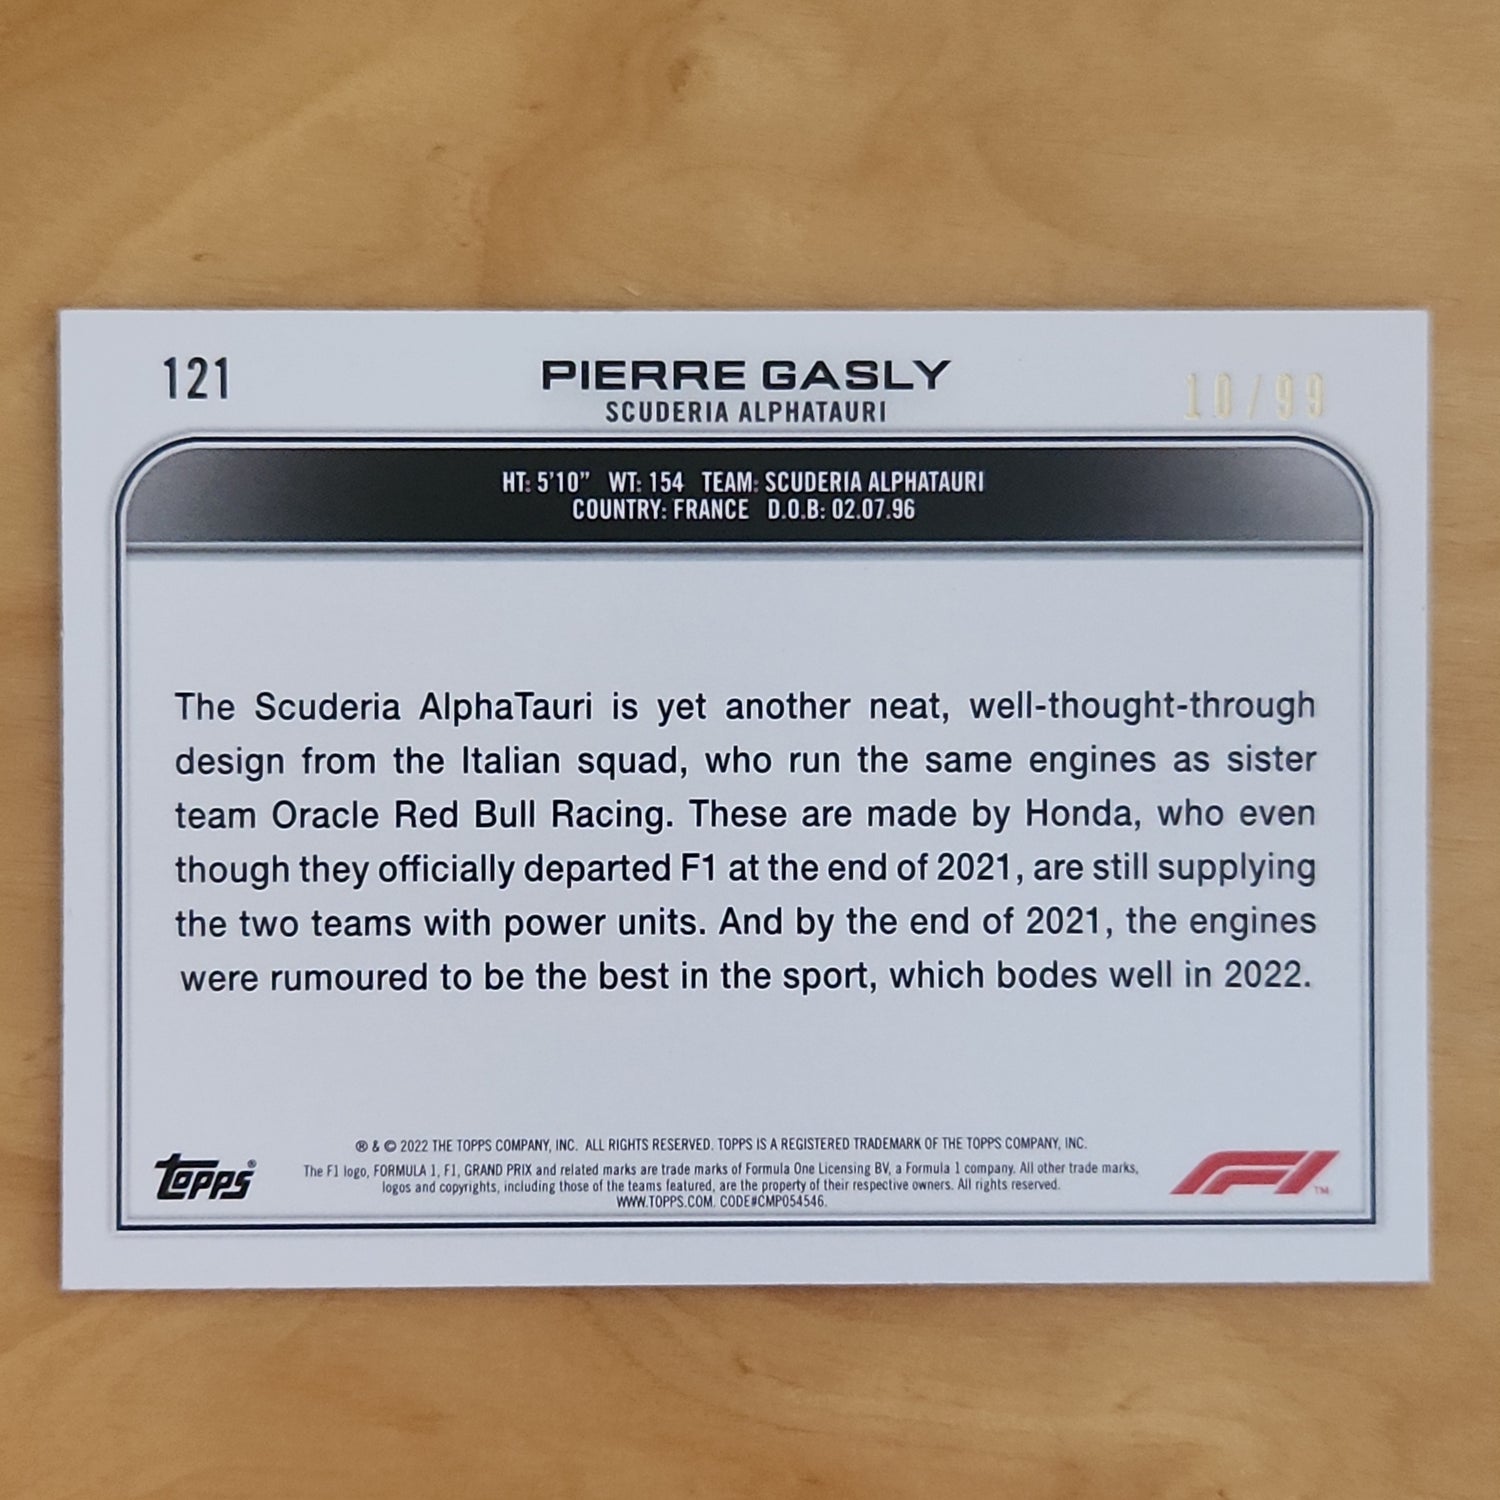 121
PIERRE GASLY
SCUDERIA ALPHATAURI
10/99
HT: 5'10" WT: 154 TEAM: SCUDERIA ALPHATAURI
COUNTRY: FRANCE D.O.B: 02.07.96
The Scuderia AlphaTauri is yet another neat, well-thought-through
design from the Italian squad, who run the same engines as sister
team Oracle Red Bull Racing. These are made by Honda, who even
though they officially departed F1 at the end of 2021, are still supplying
the two teams with power units. And by the end of 2021, the engines
were rumoured to be the best in the sport, which bodes well in 2022.
® & © 2022 THE TOPPS COMPANY, INC. ALL RIGHTS RESERVED. TOPPS IS A REGISTERED TRADEMARK OF THE TOPPS COMPANY, INC.
The F1 logo, FORMULA 1, F1, GRAND PRIX and related marks are trade marks of Formula One Licensing BV, a Formula 1 company. All other trade marks,
logos and copyrights, including those of the teams featured, are the property of their respective owners. All rights reserved.
WWW.TOPPS.COM. CODE#CMP054546.
Topps®
F1™